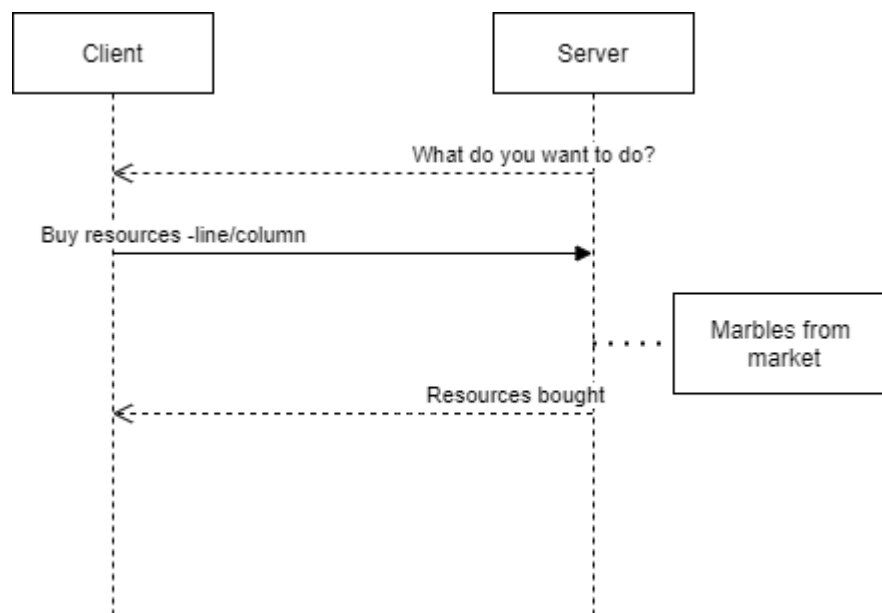 Client
Server
What do you want to do?
Buy resources -line/column
Marbles from
market
Resources bought